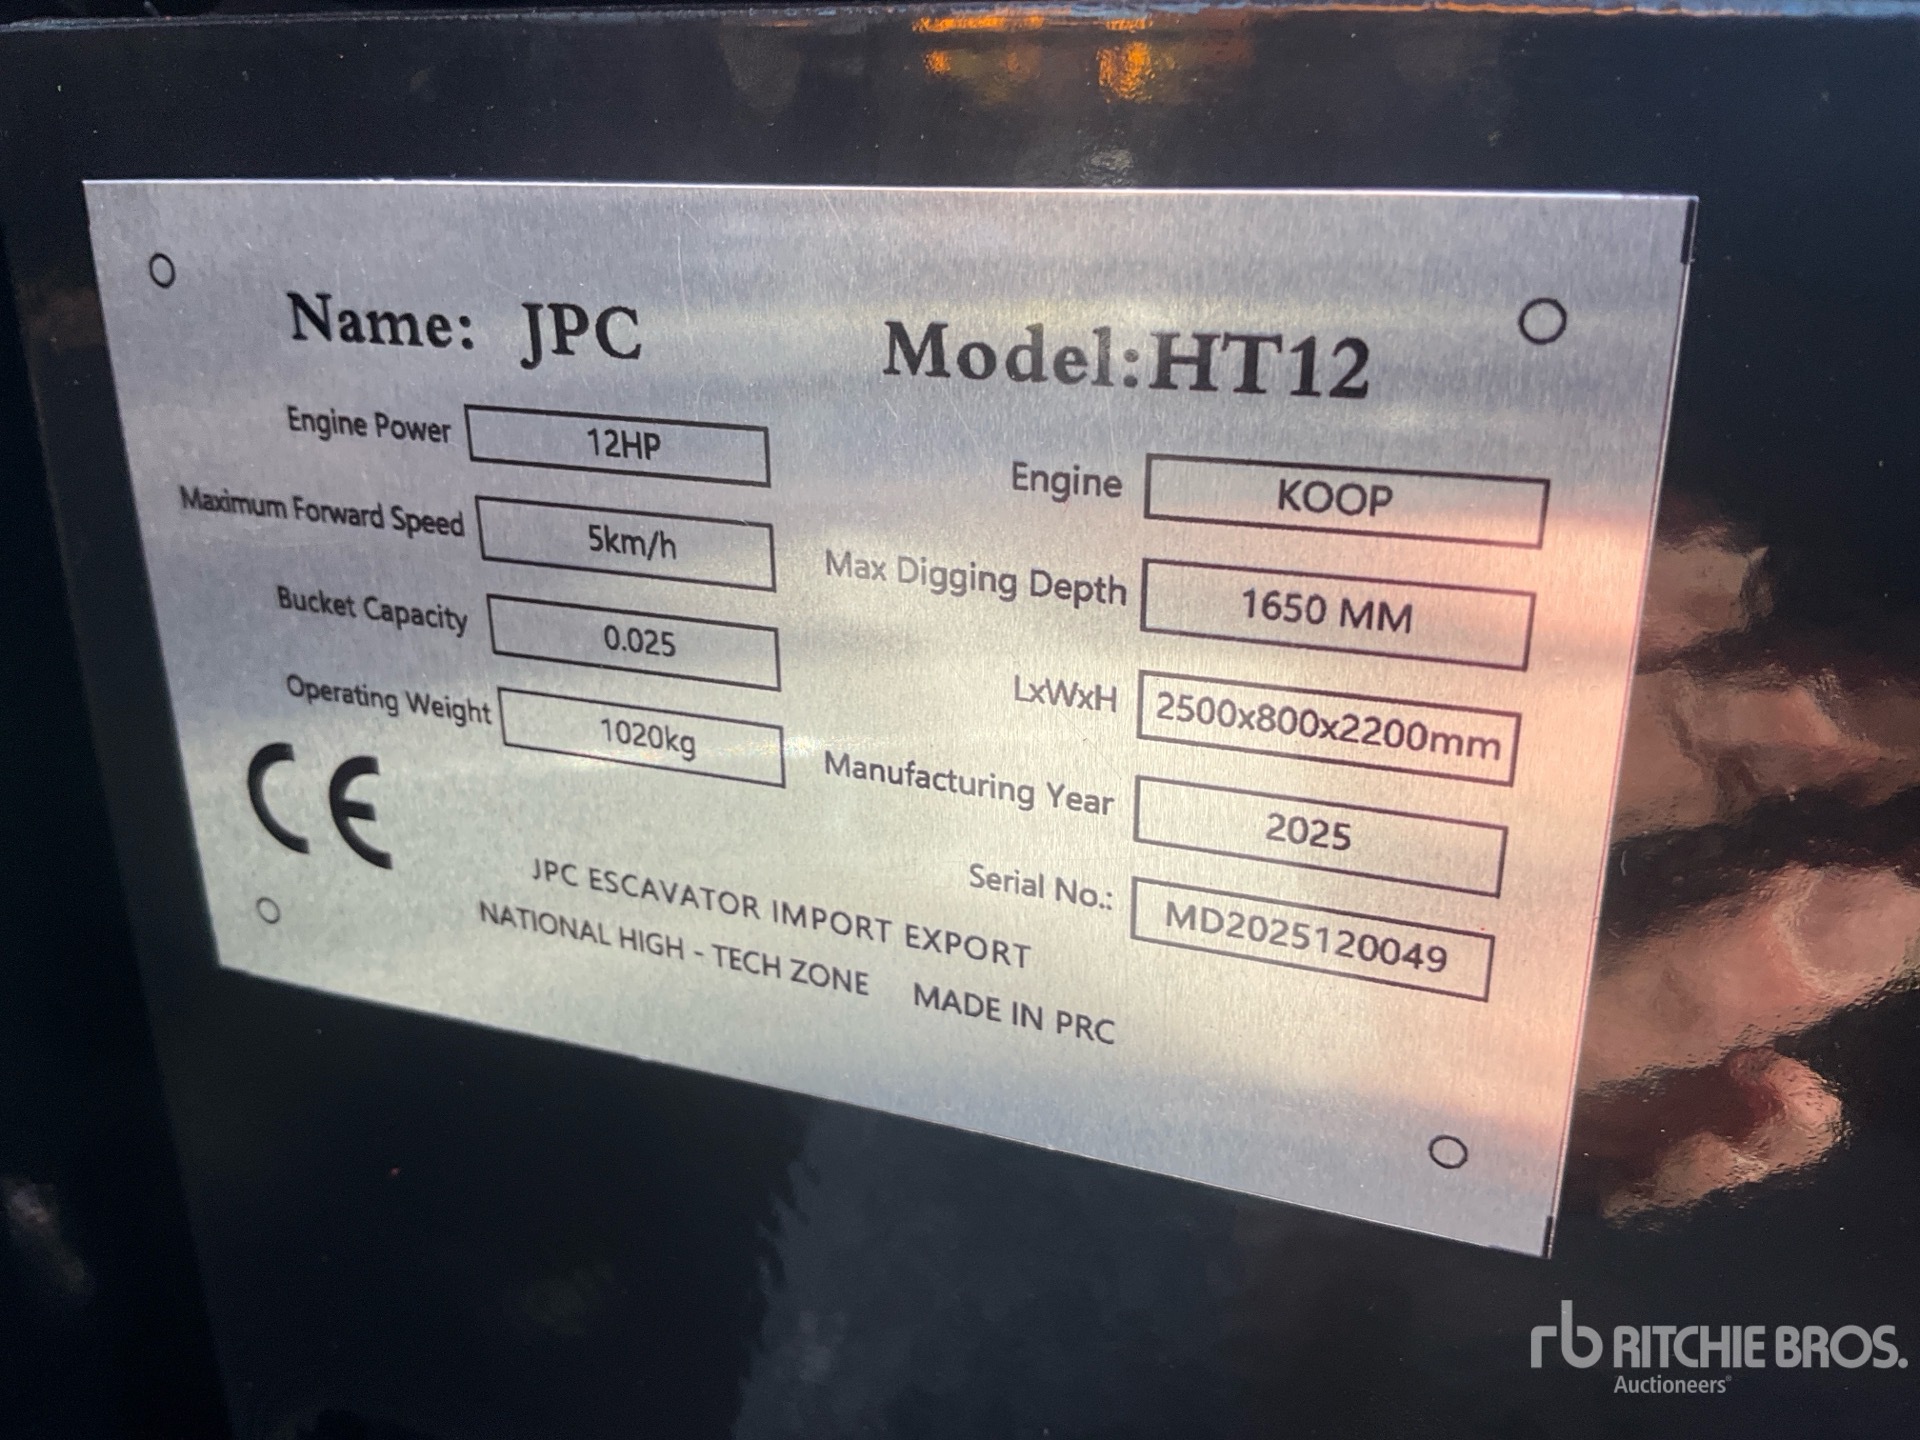 Name: JPC
Model:HT12
Engine Power 12HP
Maximum Forward Speed 5km/h
Bucket Capacity 0.025
Operating Weight 1020kg
Engine KOOP
Max Digging Depth 1650 MM
LxWxH 2500x800x2200mm
Manufacturing Year 2025
Serial No.: MD2025120049
CE
JPC ESCAVATOR IMPORT EXPORT
NATIONAL HIGH - TECH ZONE MADE IN PRC
rb RITCHIE BROS.
Auctioneers®